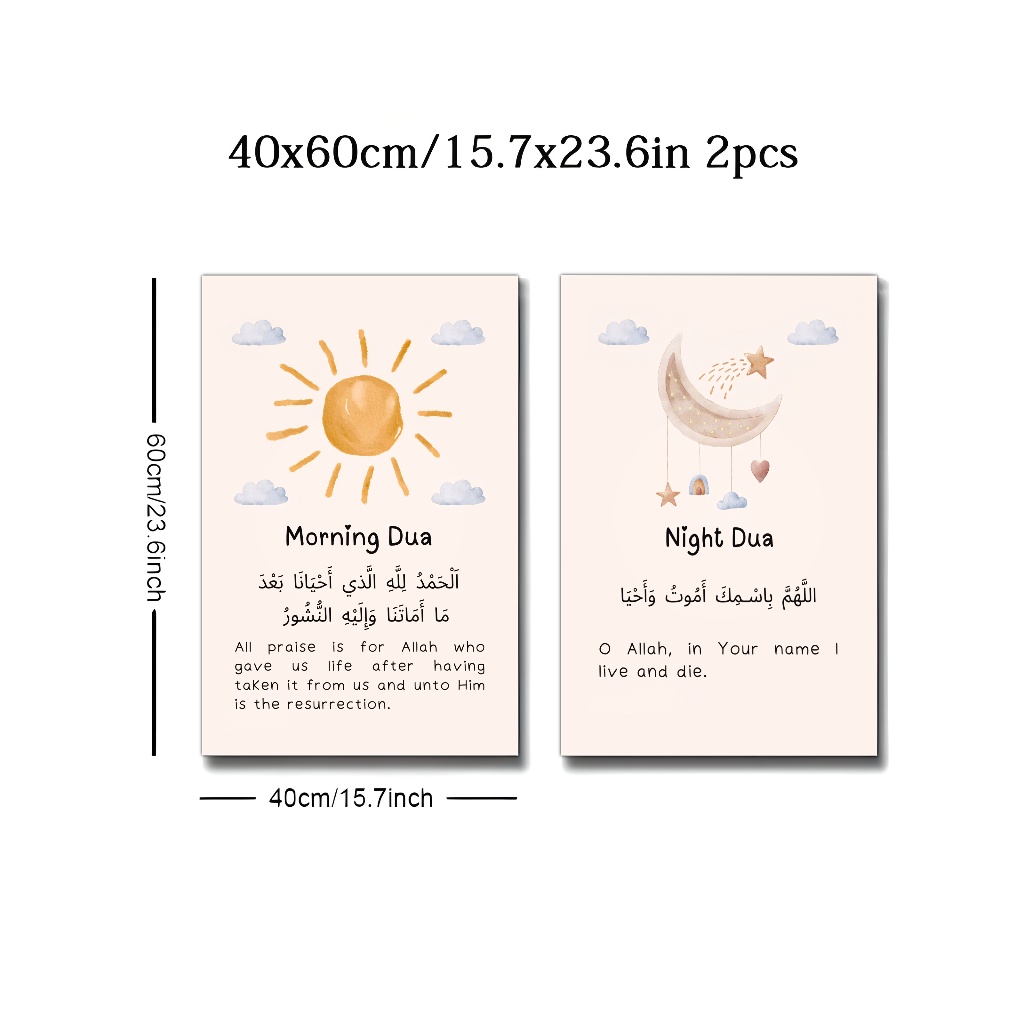 40x60cm/15.7x23.6in 2pcs
60cm/23.6inch
Morning Dua
اَلْحَمْدُ لِلَّهِ الَّذي أَحْيَانَا بَعْدَ
مَا أَمَاتَنَا وَإِلَيْهِ النُّشُورُ
All praise is for Allah who
gave us life after having
taken it from us and unto Him
is the resurrection.
Night Dua
اللَّهُمَّ بِاسْمِكَ أَمُوتُ وَأَحْيَا
O Allah, in Your name I
live and die.
40cm/15.7inch